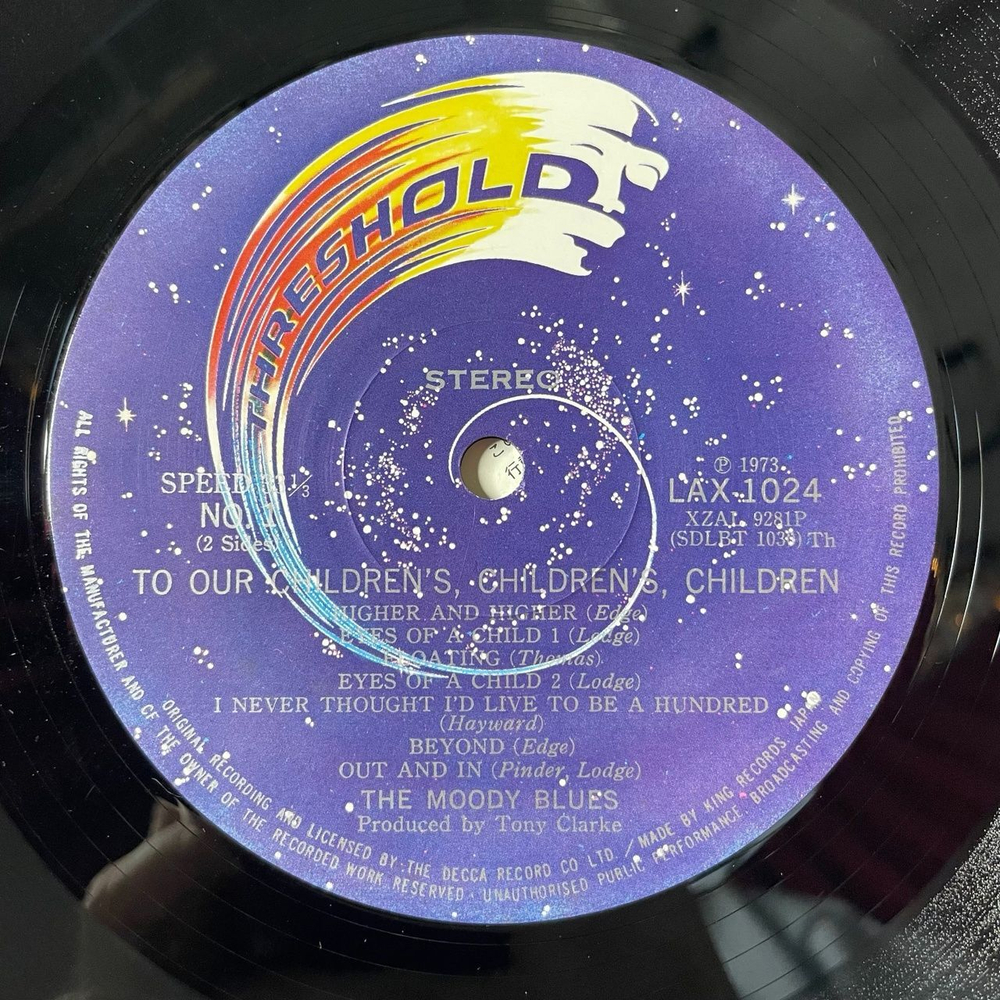 THRESHOLD
STEREO
SPEED 33⅓
NO. 1
(2 Sides)
℗ 1973
LAX-1024
XZAL 9281P
(SDLBT 1035) Th
TO OUR CHILDREN'S, CHILDREN'S, CHILDREN
HIGHER AND HIGHER (Edge)
EYES OF A CHILD 1 (Lodge)
FLOATING (Thomas)
EYES OF A CHILD 2 (Lodge)
I NEVER THOUGHT I'D LIVE TO BE A HUNDRED
(Hayward)
BEYOND (Edge)
OUT AND IN (Pinder, Lodge)
THE MOODY BLUES
Produced by Tony Clarke
ORIGINAL RECORDING AND LICENSED BY · THE DECCA RECORD CO LTD. / MADE BY KING RECORDS, JAPAN
ALL RIGHTS OF THE MANUFACTURER AND OF THE OWNER OF THE RECORDED WORK RESERVED · UNAUTHORISED PUBLIC PERFORMANCE, BROADCASTING AND COPYING OF THIS RECORD PROHIBITED
こ
行